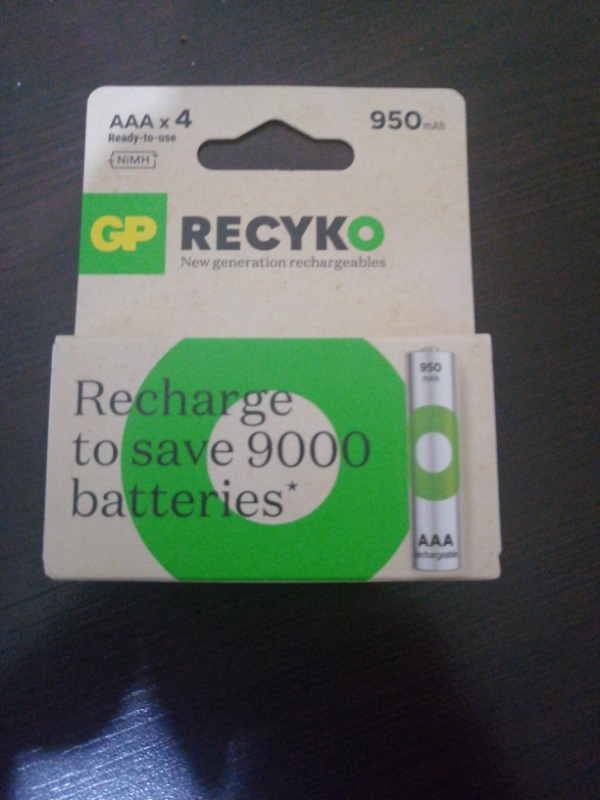 AAA x 4
Ready-to-use
NiMH
950mAh
GP
RECYKO
New generation rechargeables
Recharge
to save 9000
batteries*
950
mAh
AAA
rechargeable